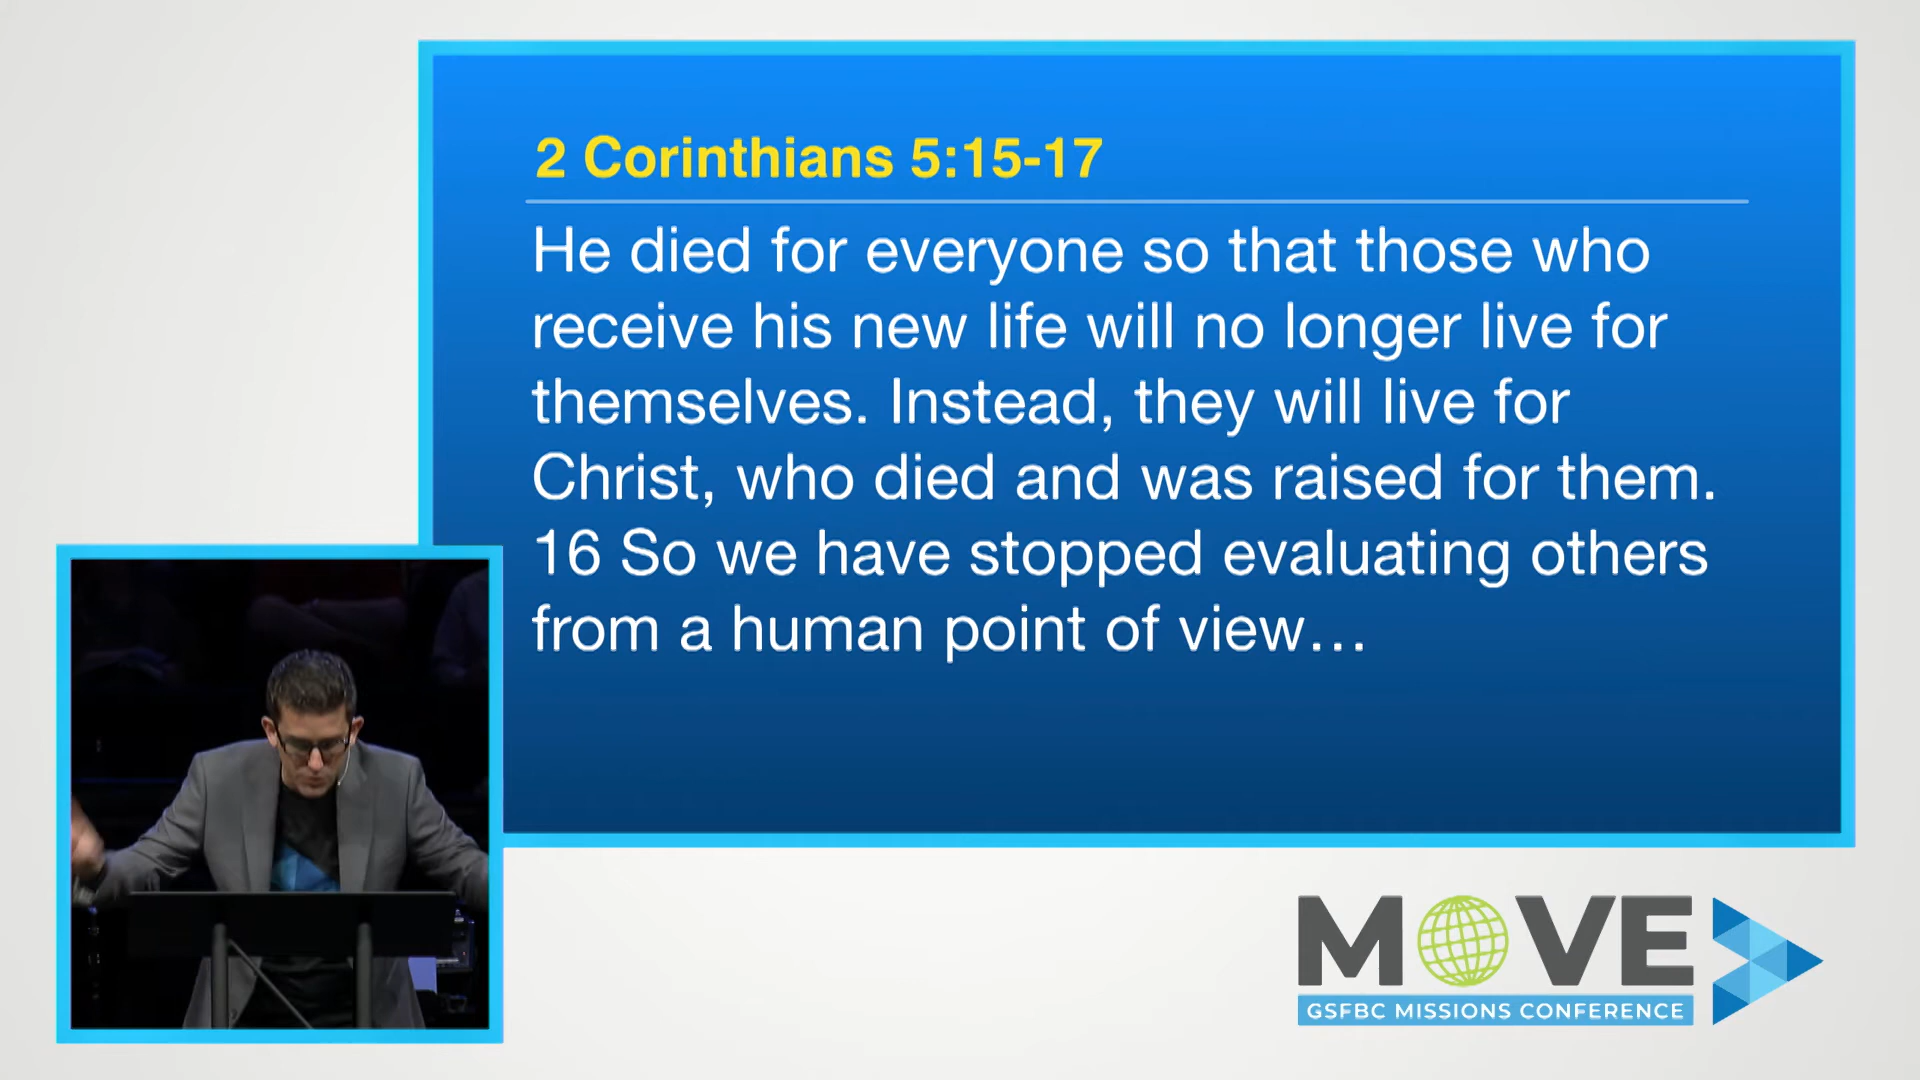 2 Corinthians 5:15-17
He died for everyone so that those who
receive his new life will no longer live for
themselves. Instead, they will live for
Christ, who died and was raised for them.
16 So we have stopped evaluating others
from a human point of view…
MOVE
GSFBC MISSIONS CONFERENCE